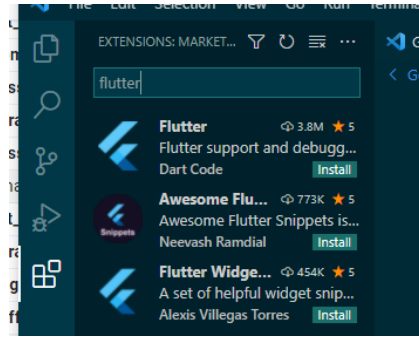 File Edit Selection View Go Run Termina
EXTENSIONS: MARKET...
flutter
Flutter 3.8M ★ 5
Flutter support and debugg...
Dart Code Install
Awesome Flu... 773K ★ 5
Awesome Flutter Snippets is...
Neevash Ramdial Install
Snippets
Flutter Widge... 454K ★ 5
A set of helpful widget snip...
Alexis Villegas Torres Install